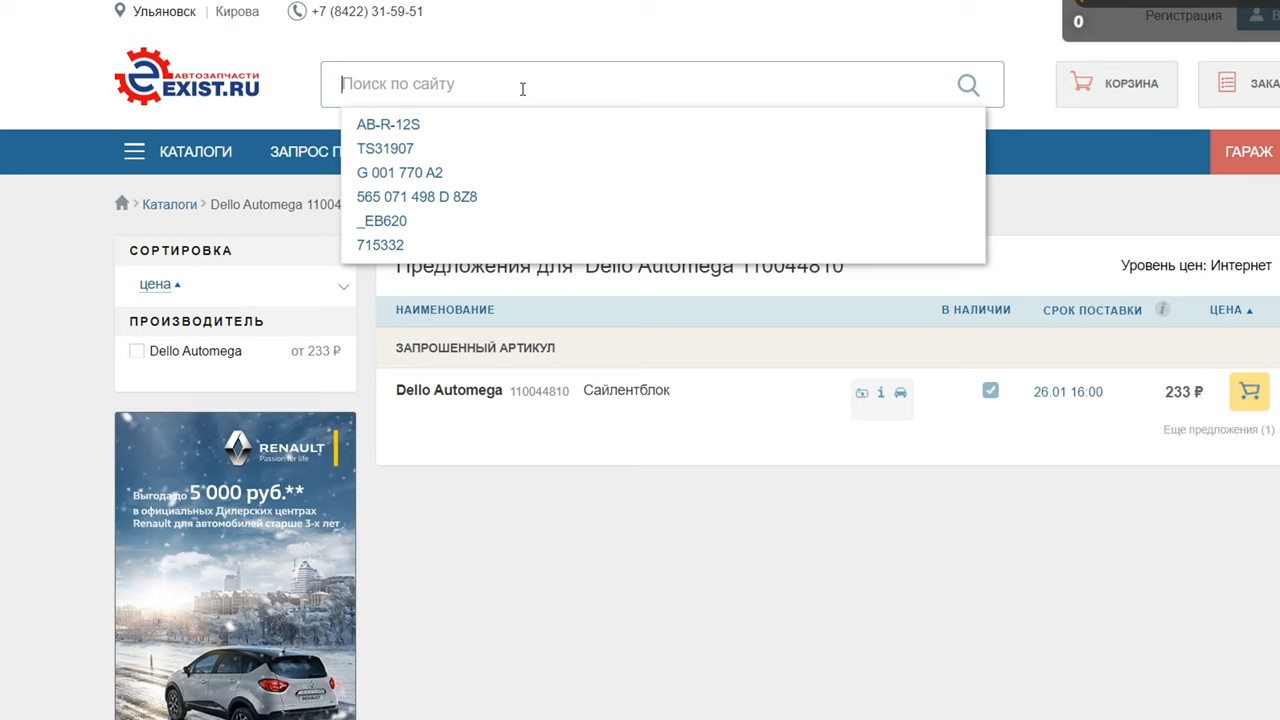 Ульяновск | Кирова +7 (8422) 31-59-51
0
Регистрация
АВТОЗАПЧАСТИ
EXIST.RU
Поиск по сайту
КОРЗИНА
ЗАКА
AB-R-12S
TS31907
G 001 770 A2
565 071 498 D 8Z8
_EB620
715332
КАТАЛОГИ
ЗАПРОС П
ГАРАЖ
Каталоги > Dello Automega 11004
СОРТИРОВКА
цена
ПРОИЗВОДИТЕЛЬ
Dello Automega от 233 ₽
Предложения для Dello Automega 110044810
Уровень цен: Интернет
НАИМЕНОВАНИЕ В НАЛИЧИИ СРОК ПОСТАВКИ i ЦЕНА
ЗАПРОШЕННЫЙ АРТИКУЛ
Dello Automega 110044810 Сайлентблок i 26.01 16:00 233 ₽
Еще предложения (1)
RENAULT
Passion for life
Выгода до 5 000 руб.**
в официальных Дилерских центрах
Renault для автомобилей старше 3-х лет